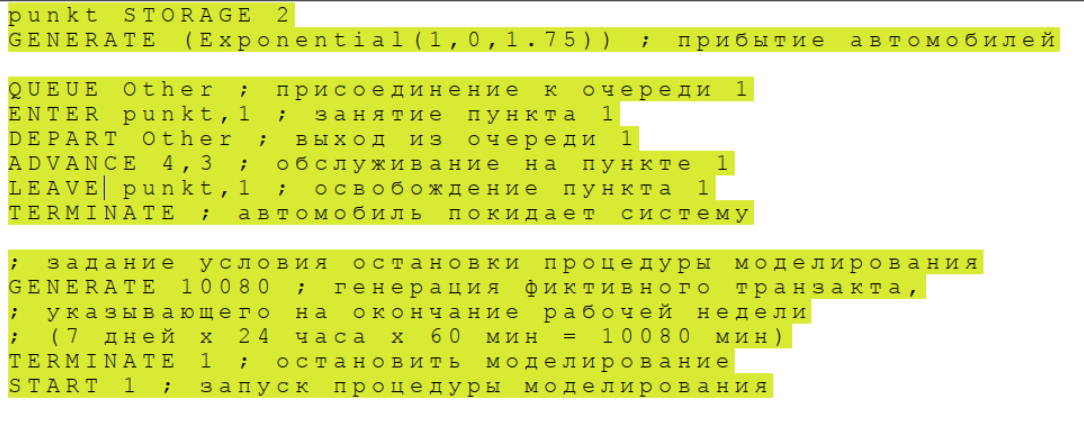 punkt STORAGE 2
GENERATE (Exponential(1,0,1.75)) ; прибытие автомобилей
QUEUE Other ; присоединение к очереди 1
ENTER punkt,1 ; занятие пункта 1
DEPART Other ; выход из очереди 1
ADVANCE 4,3 ; обслуживание на пункте 1
LEAVE punkt,1 ; освобождение пункта 1
TERMINATE ; автомобиль покидает систему
; задание условия остановки процедуры моделирования
GENERATE 10080 ; генерация фиктивного транзакта,
; указывающего на окончание рабочей недели
; (7 дней х 24 часа х 60 мин = 10080 мин)
TERMINATE 1 ; остановить моделирование
START 1 ; запуск процедуры моделирования